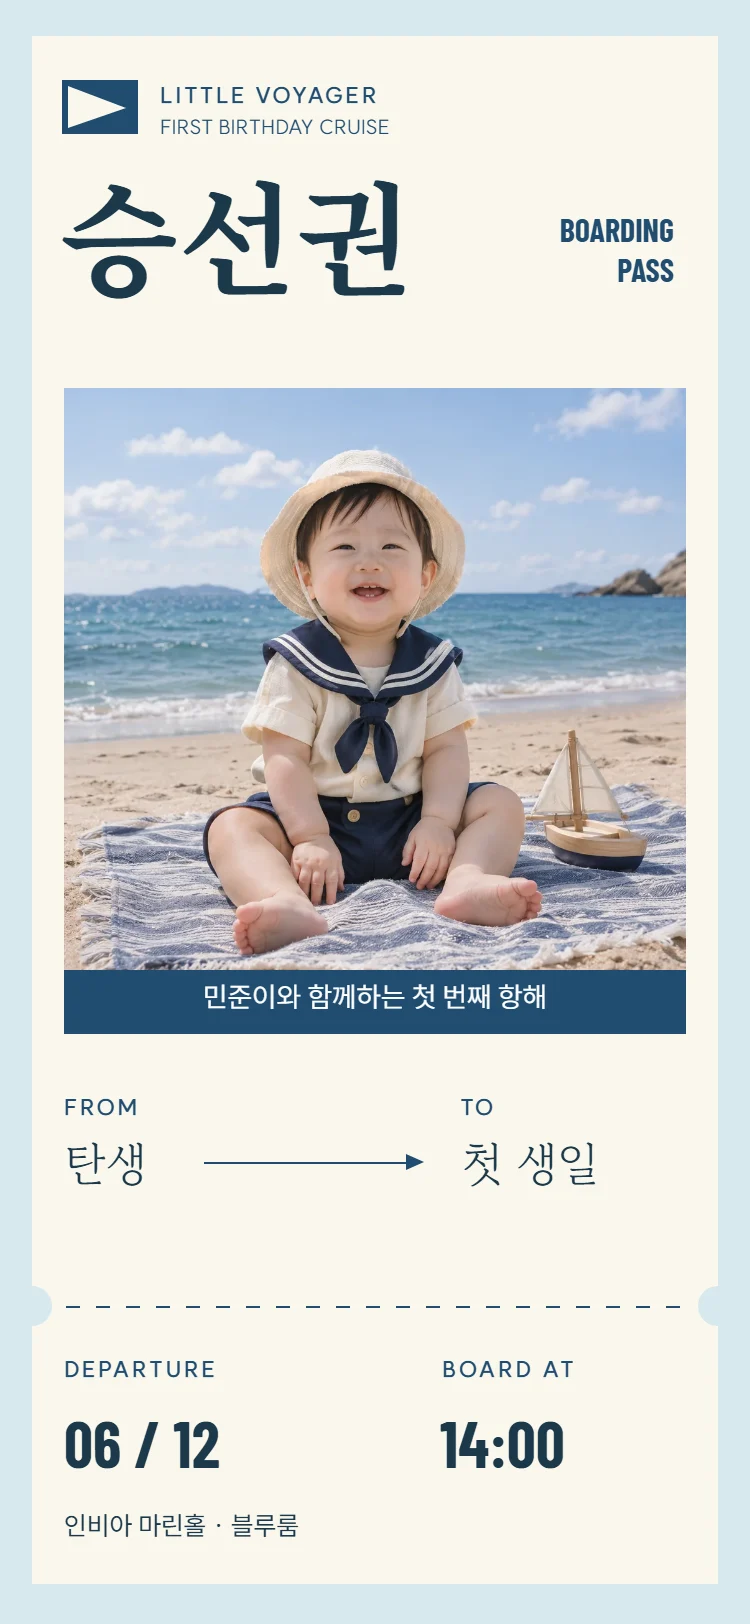 LITTLE VOYAGER
FIRST BIRTHDAY CRUISE
승선권
BOARDING
PASS
민준이와 함께하는 첫 번째 항해
FROM
TO
탄생
첫 생일
DEPARTURE
BOARD AT
06 / 12
14:00
인비아 마린홀 · 블루룸